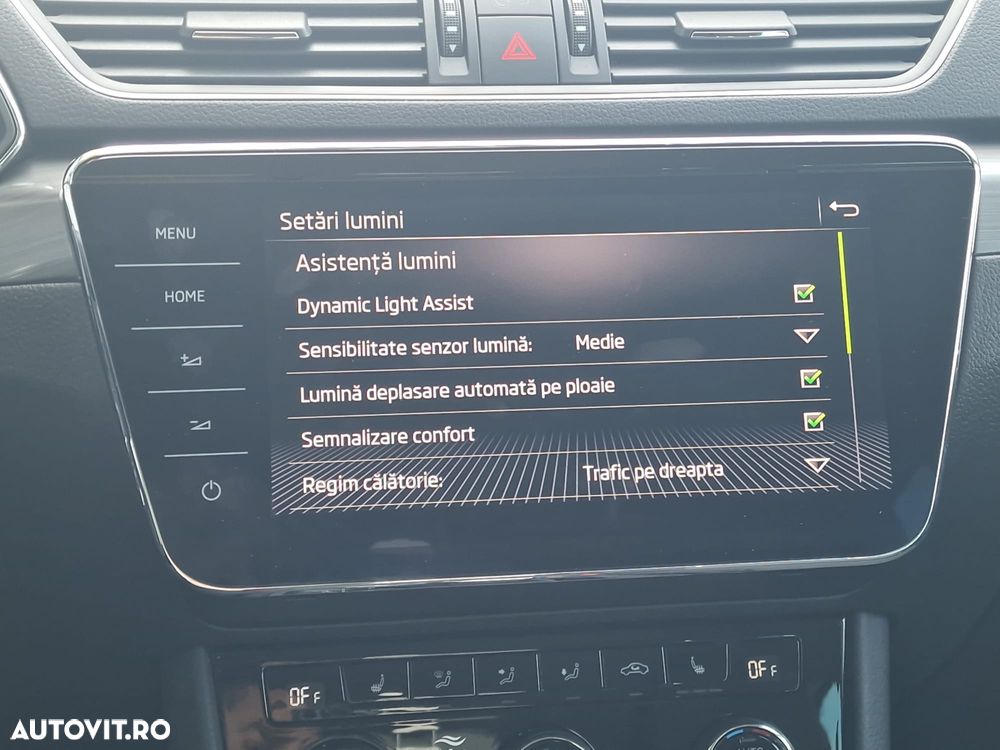 MENU
HOME
Setări lumini
Asistență lumini
Dynamic Light Assist
Sensibilitate senzor lumină: Medie
Lumină deplasare automată pe ploaie
Semnalizare confort
Regim călătorie: Trafic pe dreapta
OFF
OFF
AUTO
AUTOVIT.RO